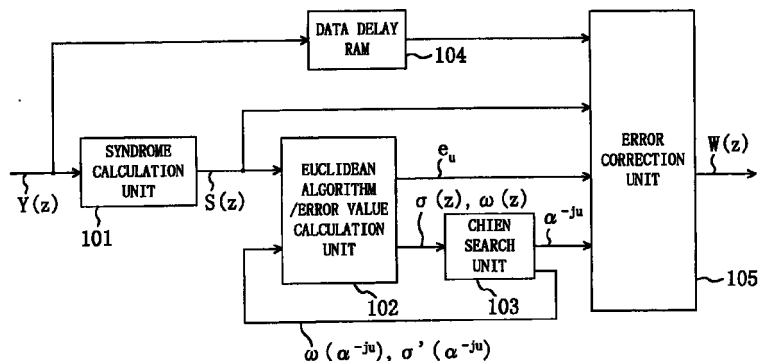 DATA DELAY
RAM
104
SYNDROME
CALCULATION
UNIT
Y(z)
101
S(z)
EUCLIDEAN
ALGORITHM
/ERROR VALUE
CALCULATION
UNIT
102
e_u
σ(z), ω(z)
CHIEN
SEARCH
UNIT
103
α^-ju
ω(α^-ju), σ'(α^-ju)
ERROR
CORRECTION
UNIT
W(z)
105